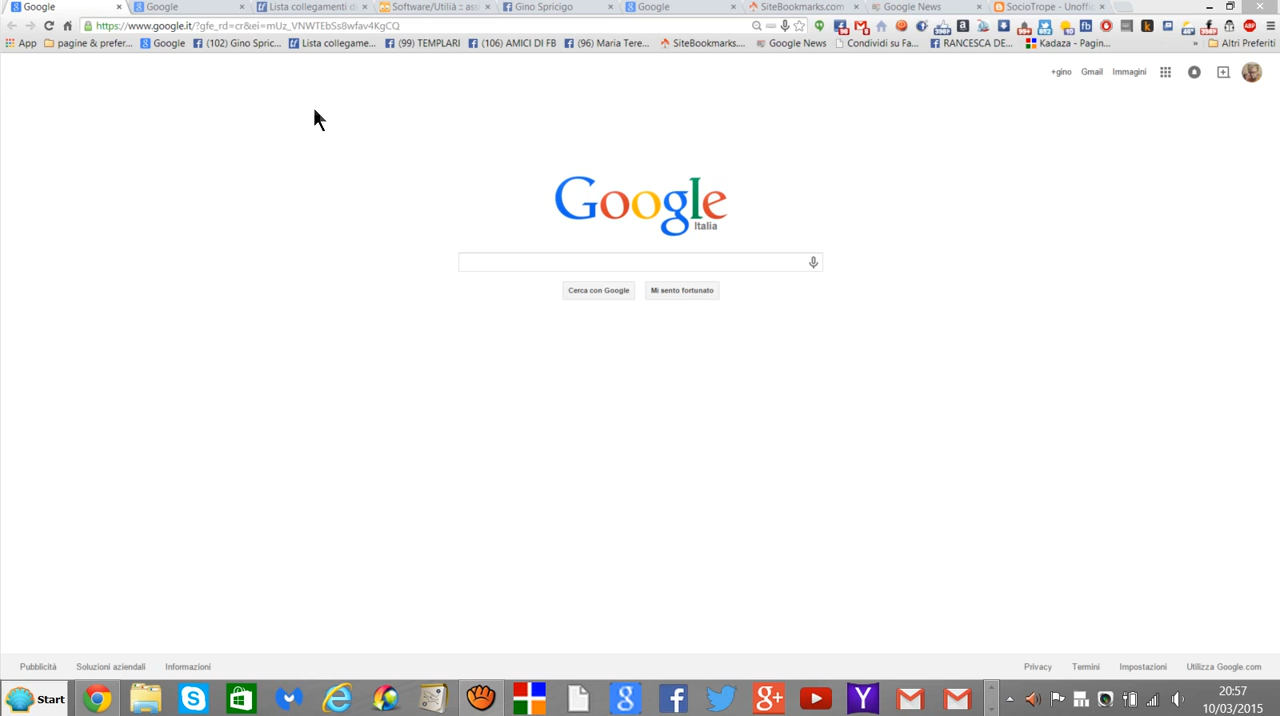 Google
Google
Lista collegamenti d
Software/Utilià :: as
Gino Spricigo
Google
SiteBookmarks.com
Google News
SocioTrope - Unoffic
https://www.google.it/?gfe_rd=cr&ei=mUz_VNWTEbSs8wfav4KgCQ
App
pagine & prefer...
Google
(102) Gino Spric...
Lista collegame...
(99) TEMPLARI
(106) AMICI DI FB
(96) Maria Tere...
SiteBookmarks....
Google News
Condividi su Fa...
RANCESCA DE...
Kadaza - Pagin...
»
Altri Preferiti
+gino
Gmail
Immagini
Google
Italia
Cerca con Google
Mi sento fortunato
Pubblicità
Soluzioni aziendali
Informazioni
Privacy
Termini
Impostazioni
Utilizza Google.com
Start
20:57
10/03/2015